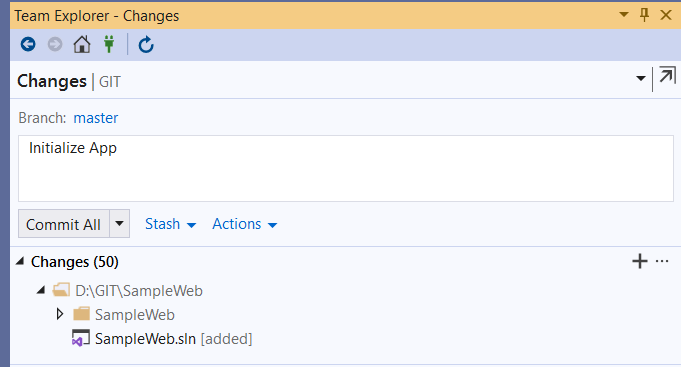 Team Explorer - Changes
Changes | GIT
Branch: master
Initialize App
Commit All Stash Actions
Changes (50)
D:\GIT\SampleWeb
SampleWeb
SampleWeb.sln [added]